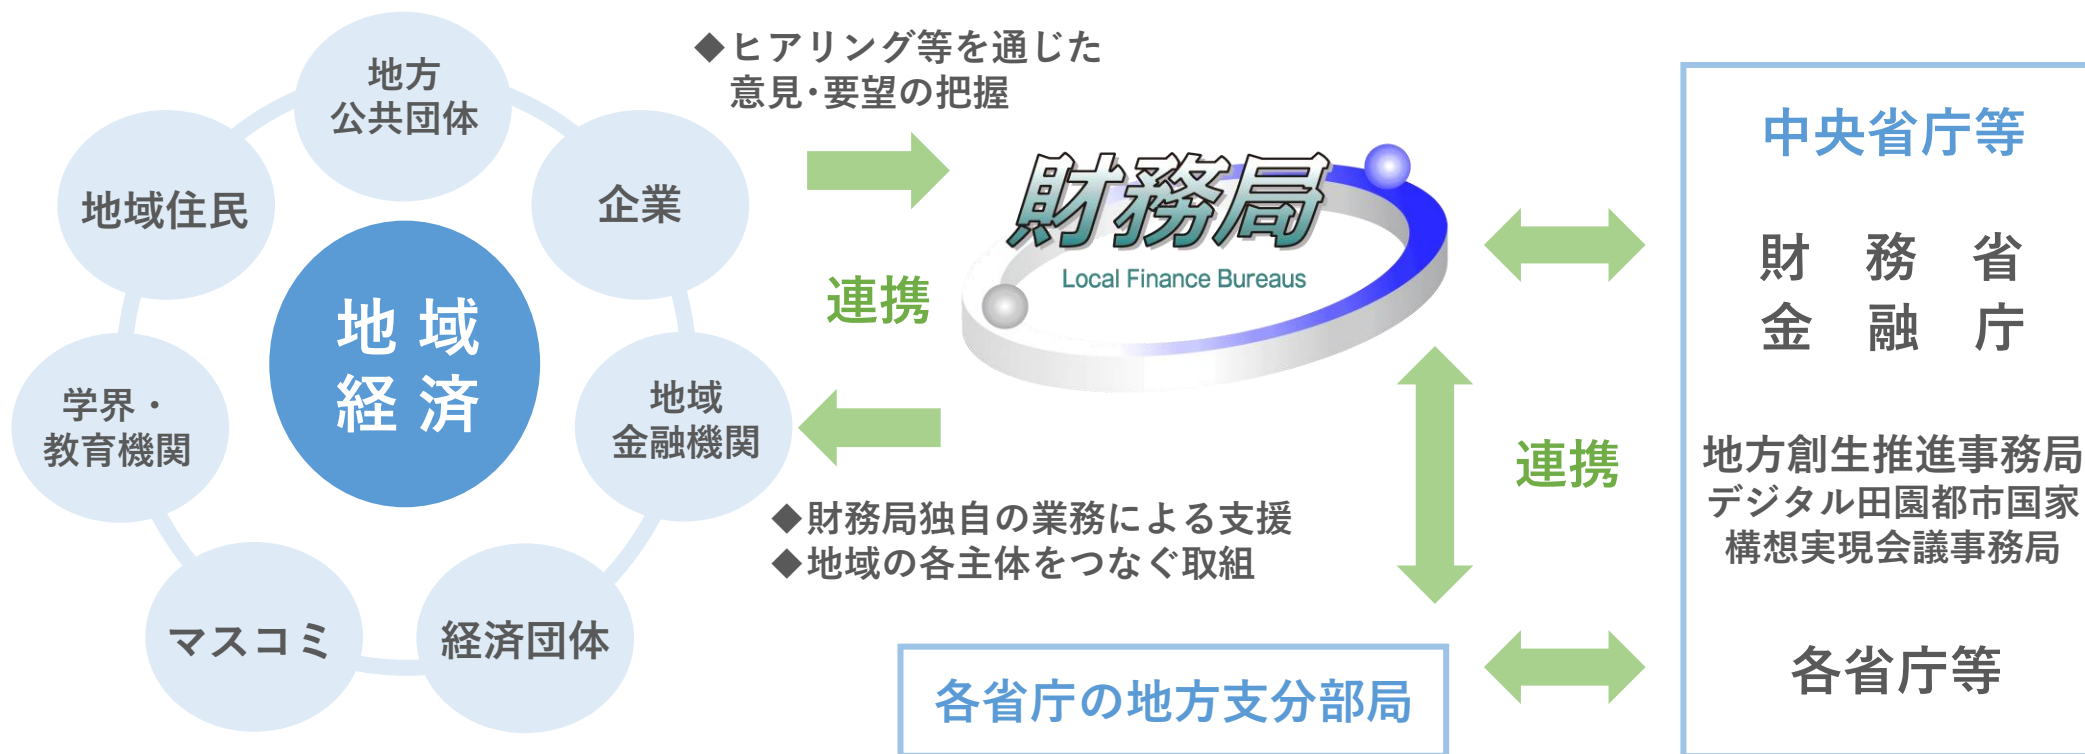 地方
公共団体
企業
地域
金融機関
経済団体
マスコミ
学界・
教育機関
地域住民
地域
経済
◆ヒアリング等を通じた
意見・要望の把握
連携
◆財務局独自の業務による支援
◆地域の各主体をつなぐ取組
財務局
Local Finance Bureaus
連携
各省庁の地方支分部局
中央省庁等
財務省
金融庁
地方創生推進事務局
デジタル田園都市国家
構想実現会議事務局
各省庁等